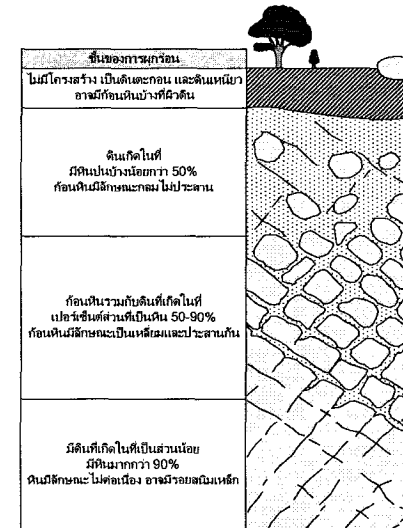 ชั้นของการผุกร่อน
ไม่มีโครงสร้าง เป็นดินตะกอน และดินเหนียว
อาจมีก้อนหินบ้างที่ผิวดิน
ดินเกิดในที่
มีหินปนบ้างน้อยกว่า 50%
ก้อนหินมีลักษณะกลมไม่ประสาน
ก้อนหินรวมกับดินที่เกิดในที่
เปอร์เซ็นต์ส่วนที่เป็นหิน 50-90%
ก้อนหินมีลักษณะเป็นเหลี่ยมและประสานกัน
มีดินที่เกิดในที่เป็นส่วนน้อย
มีหินมากกว่า 90%
หินมีลักษณะไม่ต่อเนื่อง อาจมีรอยสนิมเหล็ก